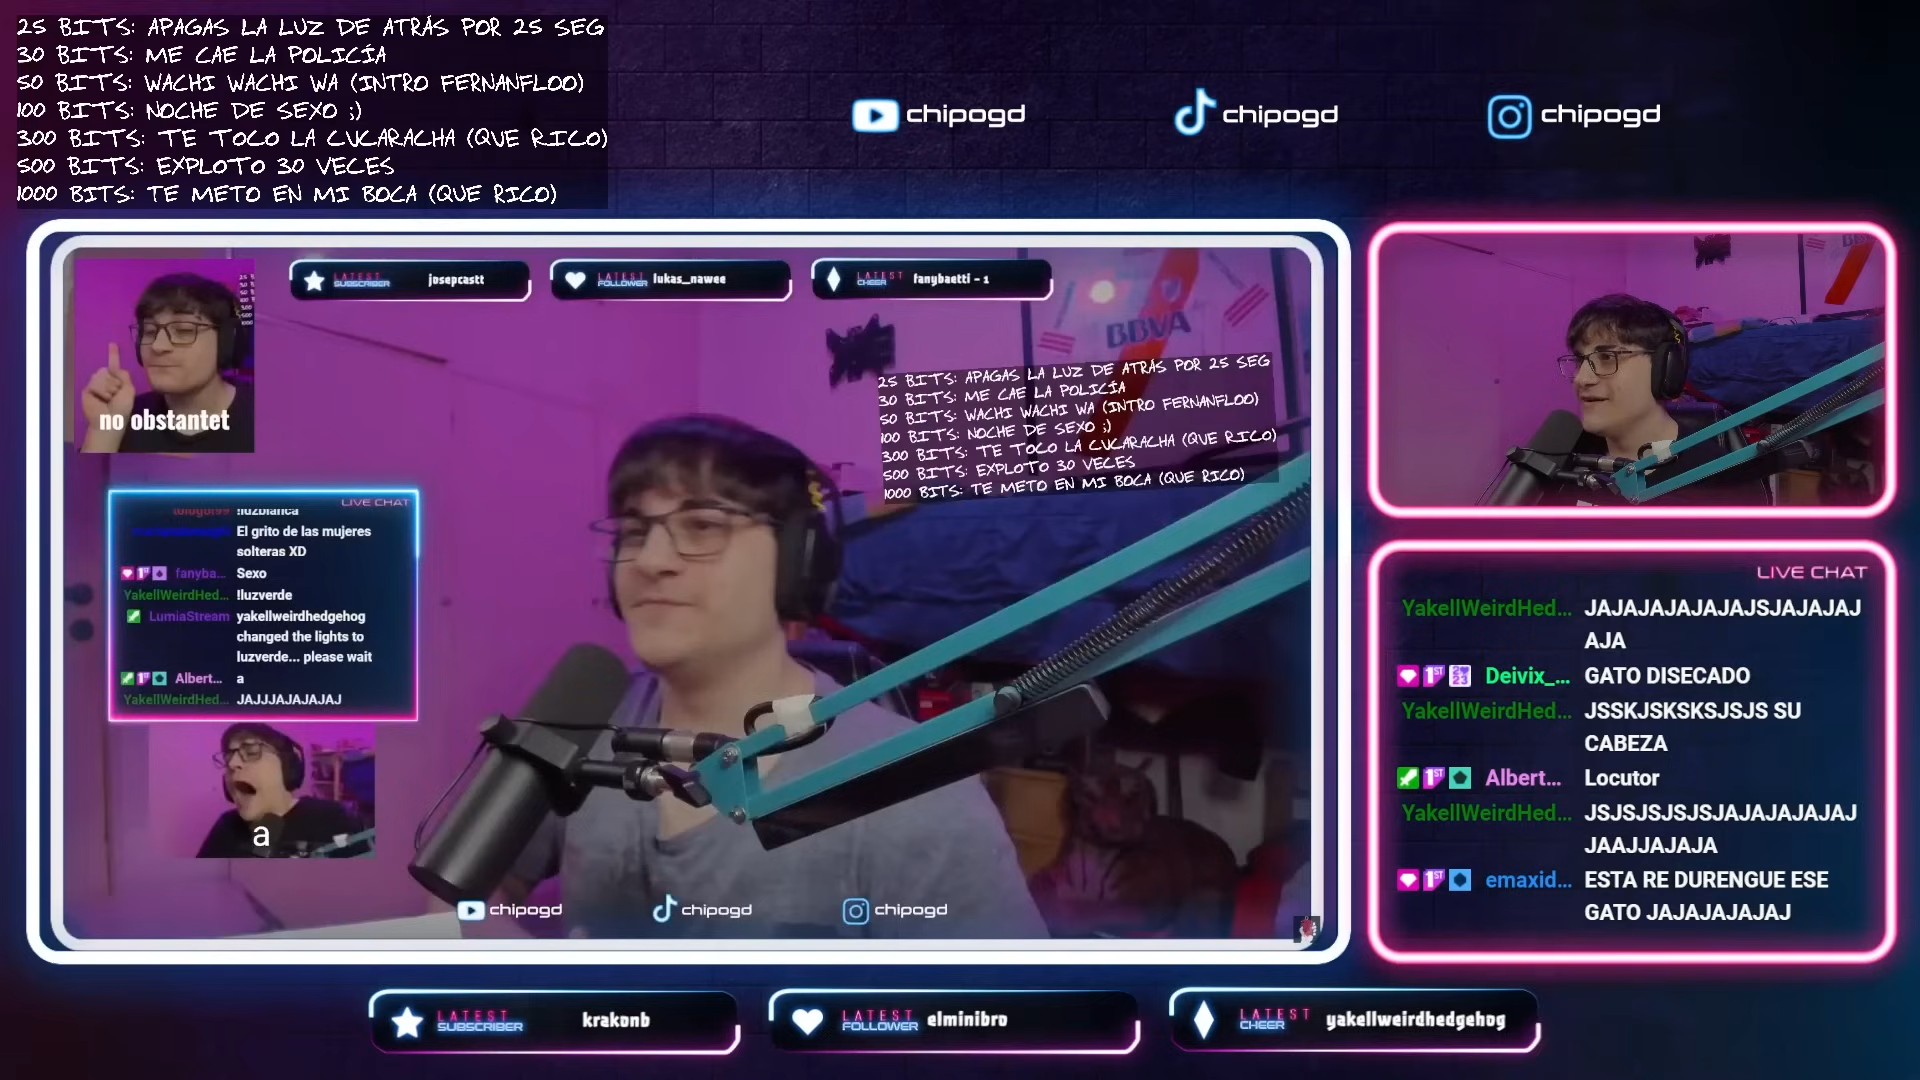 25 BITS: APAGAS LA LUZ DE ATRÁS POR 25 SEG
30 BITS: ME CAE LA POLICÍA
50 BITS: WACHI WACHI WA (INTRO FERNANFLOO)
100 BITS: NOCHE DE SEXO ;)
300 BITS: TE TOCO LA CUCARACHA (QUE RICO)
500 BITS: EXPLOTO 30 VECES
1000 BITS: TE METO EN MI BOCA (QUE RICO)
chipogd
chipogd
chipogd
LATEST SUBSCRIBER josepcastt
LATEST FOLLOWER lukas_nawee
LATEST CHEER fanybaetti - 1
no obstantet
BBVA
25 BITS: APAGAS LA LUZ DE ATRÁS POR 25 SEG
30 BITS: ME CAE LA POLICÍA
50 BITS: WACHI WACHI WA (INTRO FERNANFLOO)
100 BITS: NOCHE DE SEXO ;)
300 BITS: TE TOCO LA CUCARACHA (QUE RICO)
500 BITS: EXPLOTO 30 VECES
1000 BITS: TE METO EN MI BOCA (QUE RICO)
LIVE CHAT
!luzblanca
El grito de las mujeres
solteras XD
fanyba... Sexo
YakellWeirdHed... !luzverde
LumiaStream yakellweirdhedgehog
changed the lights to
luzverde... please wait
Albert... a
YakellWeirdHed... JAJJJAJAJAJAJ
a
chipogd
chipogd
chipogd
LIVE CHAT
YakellWeirdHed... JAJAJAJAJAJAJSJAJAJAJ
AJA
Deivix_... GATO DISECADO
YakellWeirdHed... JSSKJSKSKSJSJS SU
CABEZA
Albert... Locutor
YakellWeirdHed... JSJSJSJSJSJAJAJAJAJAJ
JAAJJAJAJA
emaxid... ESTA RE DURENGUE ESE
GATO JAJAJAJAJAJ
LATEST SUBSCRIBER krakonb
LATEST FOLLOWER elminibro
LATEST CHEER yakellweirdhedgehog